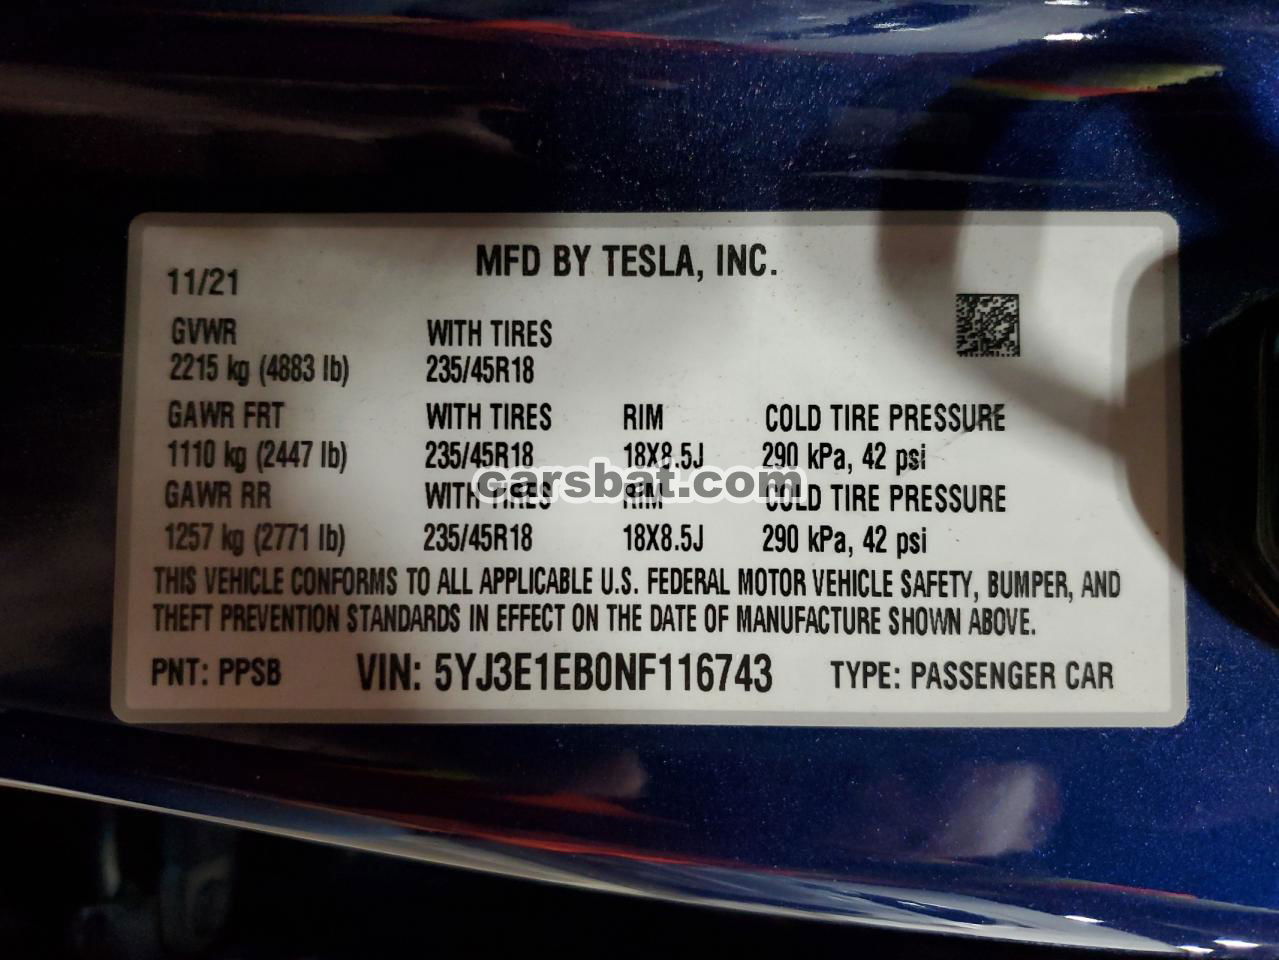 MFD BY TESLA, INC.
11/21
GVWR WITH TIRES
2215 kg (4883 lb) 235/45R18
GAWR FRT WITH TIRES RIM COLD TIRE PRESSURE
1110 kg (2447 lb) 235/45R18 18X8.5J 290 kPa, 42 psi
carsbat.com
GAWR RR WITH TIRES RIM COLD TIRE PRESSURE
1257 kg (2771 lb) 235/45R18 18X8.5J 290 kPa, 42 psi
THIS VEHICLE CONFORMS TO ALL APPLICABLE U.S. FEDERAL MOTOR VEHICLE SAFETY, BUMPER, AND
THEFT PREVENTION STANDARDS IN EFFECT ON THE DATE OF MANUFACTURE SHOWN ABOVE.
PNT: PPSB VIN: 5YJ3E1EB0NF116743 TYPE: PASSENGER CAR